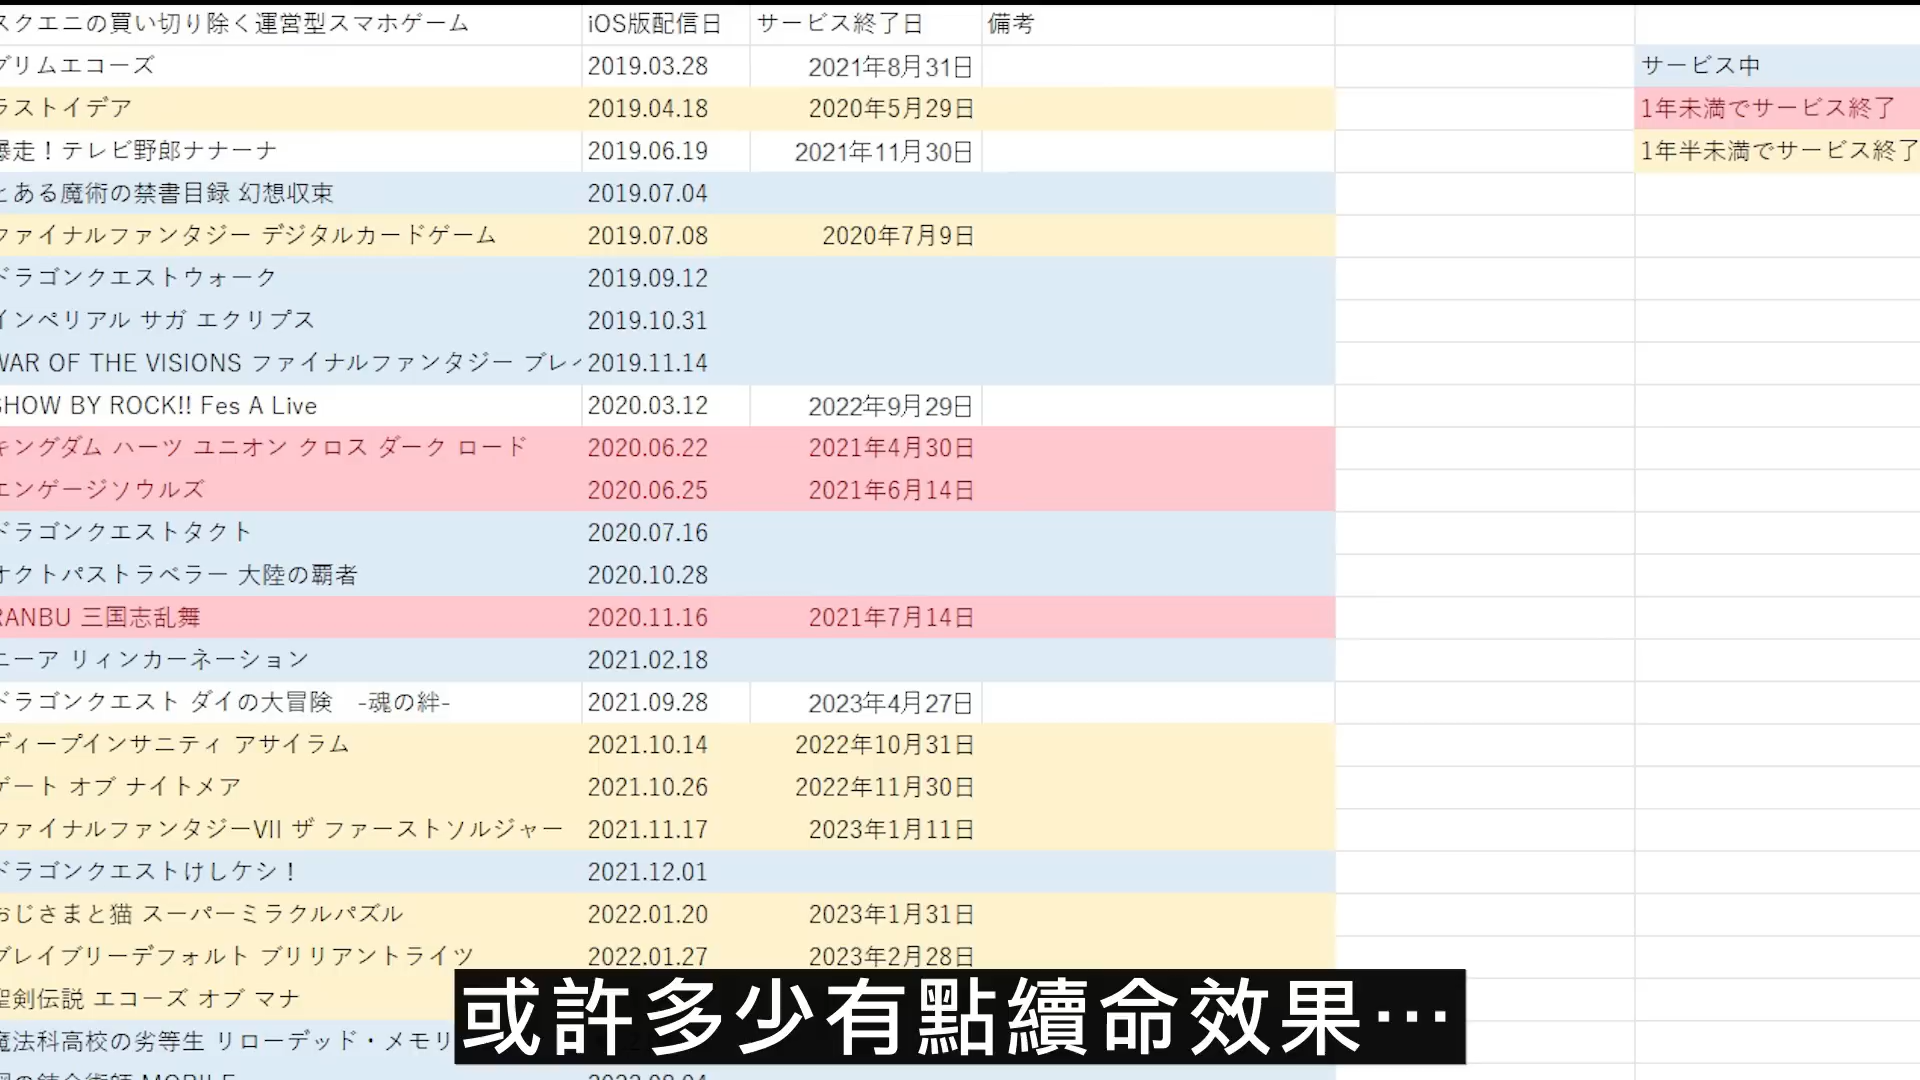 スクエニの買い切り除く運営型スマホゲーム iOS版配信日 サービス終了日 備考
グリムエコーズ 2019.03.28 2021年8月31日 サービス中
ラストイデア 2019.04.18 2020年5月29日 1年未満でサービス終了
暴走！テレビ野郎ナナーナ 2019.06.19 2021年11月30日 1年半未満でサービス終了
とある魔術の禁書目録 幻想収束 2019.07.04
ファイナルファンタジー デジタルカードゲーム 2019.07.08 2020年7月9日
ドラゴンクエストウォーク 2019.09.12
インペリアル サガ エクリプス 2019.10.31
WAR OF THE VISIONS ファイナルファンタジー ブレイ 2019.11.14
SHOW BY ROCK!! Fes A Live 2020.03.12 2022年9月29日
キングダム ハーツ ユニオン クロス ダーク ロード 2020.06.22 2021年4月30日
エンゲージソウルズ 2020.06.25 2021年6月14日
ドラゴンクエストタクト 2020.07.16
オクトパストラベラー 大陸の覇者 2020.10.28
RANBU 三国志乱舞 2020.11.16 2021年7月14日
ニーア リィンカーネーション 2021.02.18
ドラゴンクエスト ダイの大冒険　-魂の絆- 2021.09.28 2023年4月27日
ディープインサニティ アサイラム 2021.10.14 2022年10月31日
ゲート オブ ナイトメア 2021.10.26 2022年11月30日
ファイナルファンタジーVII ザ ファーストソルジャー 2021.11.17 2023年1月11日
ドラゴンクエストけしケシ！ 2021.12.01
おじさまと猫 スーパーミラクルパズル 2022.01.20 2023年1月31日
ブレイブリーデフォルト ブリリアントライツ 2022.01.27 2023年2月28日
聖剣伝説 エコーズ オブ マナ
魔法科高校の劣等生 リローデッド・メモリ
或許多少有點續命效果…